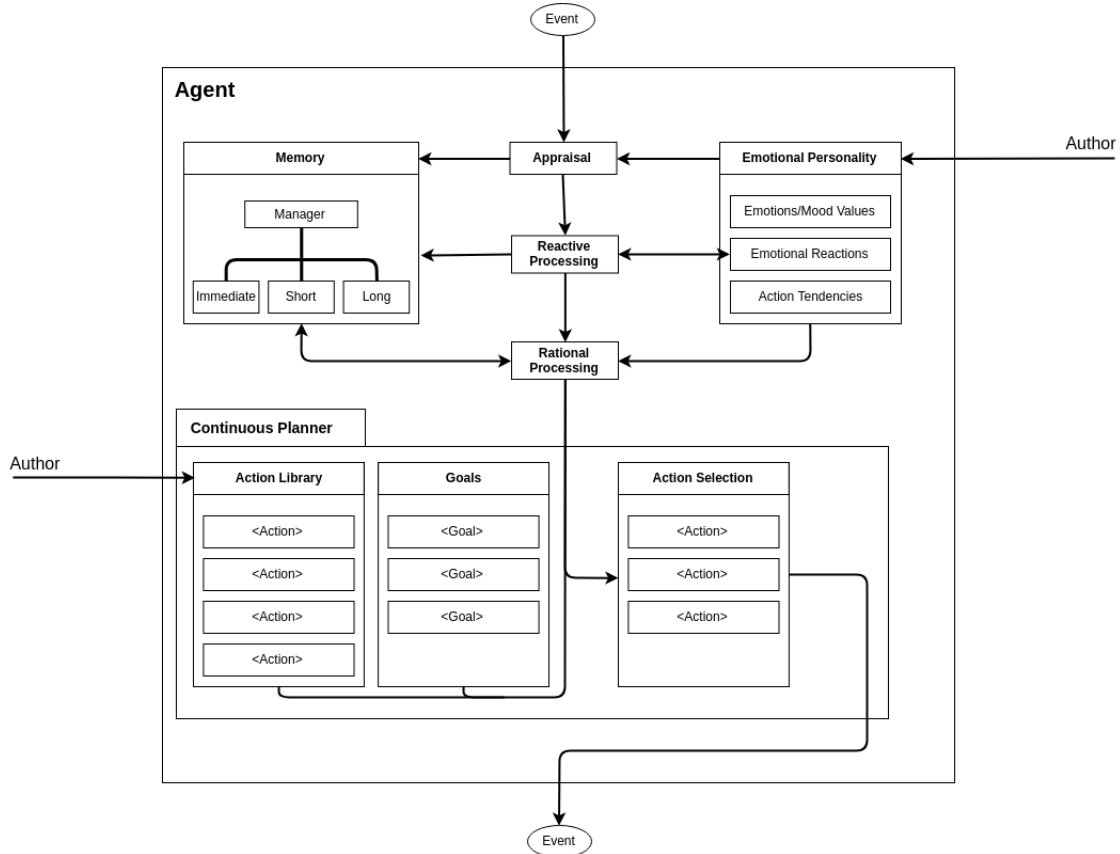 Event
Agent
Author
Memory
Appraisal
Emotional Personality
Manager
Emotions/Mood Values
Reactive
Processing
Emotional Reactions
Immediate
Short
Long
Action Tendencies
Rational
Processing
Continuous Planner
Author
Action Library
Goals
Action Selection
<Action>
<Goal>
<Action>
<Action>
<Goal>
<Action>
<Action>
<Goal>
<Action>
<Action>
Event